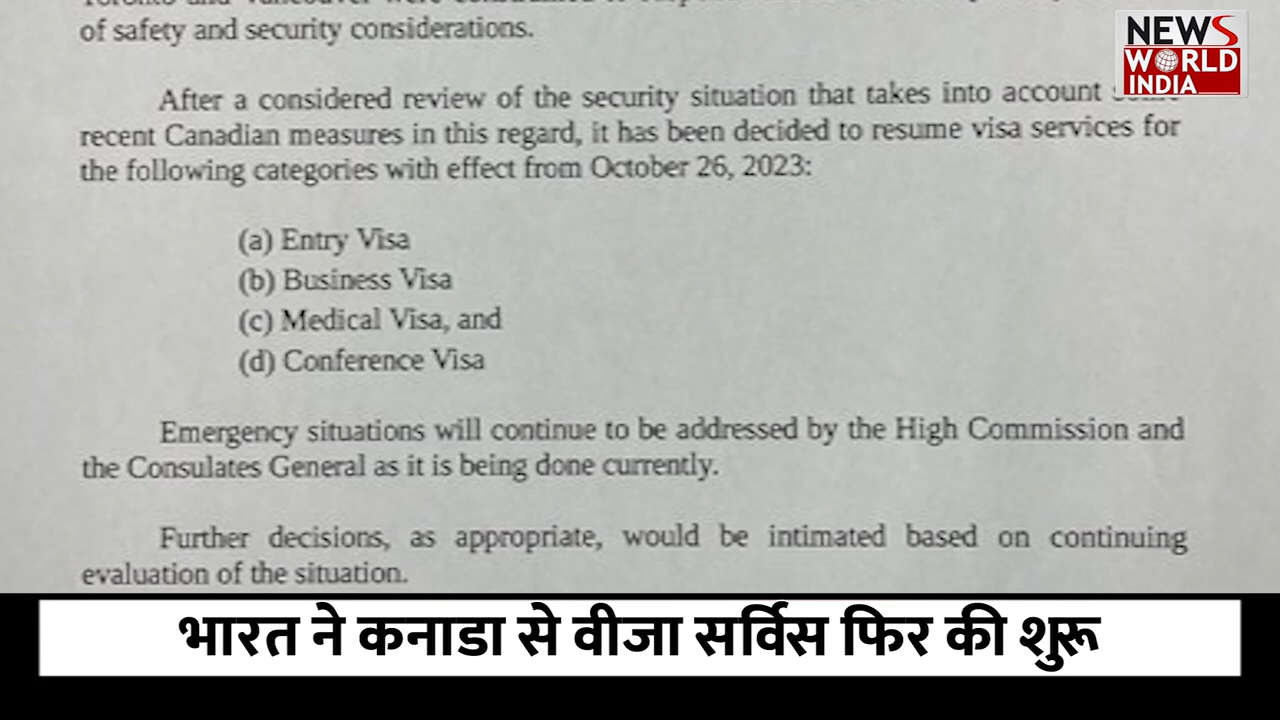 of safety and security considerations.
After a considered review of the security situation that takes into account
recent Canadian measures in this regard, it has been decided to resume visa services for
the following categories with effect from October 26, 2023:
(a) Entry Visa
(b) Business Visa
(c) Medical Visa, and
(d) Conference Visa
Emergency situations will continue to be addressed by the High Commission and
the Consulates General as it is being done currently.
Further decisions, as appropriate, would be intimated based on continuing
evaluation of the situation.
NEWS
WORLD
INDIA
भारत ने कनाडा से वीजा सर्विस फिर की शुरू